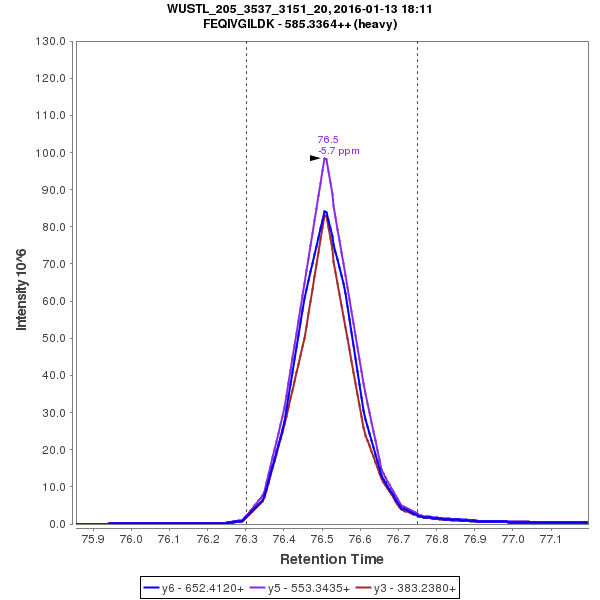 WUSTL_205_3537_3151_20, 2016-01-13 18:11
FEQIVGILDK - 585.3364++ (heavy)
130.0
120.0
110.0
100.0
90.0
80.0
70.0
60.0
50.0
40.0
30.0
20.0
10.0
0.0
Intensity 10^6
76.5
-5.7 ppm
75.9 76.0 76.1 76.2 76.3 76.4 76.5 76.6 76.7 76.8 76.9 77.0 77.1
Retention Time
y6 - 652.4120+ y5 - 553.3435+ y3 - 383.2380+